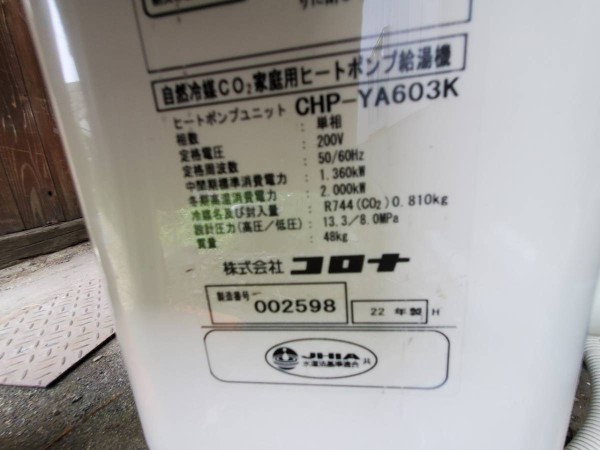 自然冷媒CO₂家庭用ヒートポンプ給湯機
ヒートポンプユニット CHP-YA603K
相数 : 単相
定格電圧 : 200V
定格周波数 : 50/60Hz
中間期標準消費電力 : 1.360kW
冬期高温消費電力 : 2.000kW
冷媒名及び封入量 : R744(CO₂)0.810kg
設計圧力(高圧/低圧) : 13.3/8.0MPa
質量 : 48kg
株式会社 コロナ
製造番号 002598 22年製 H
JHIA